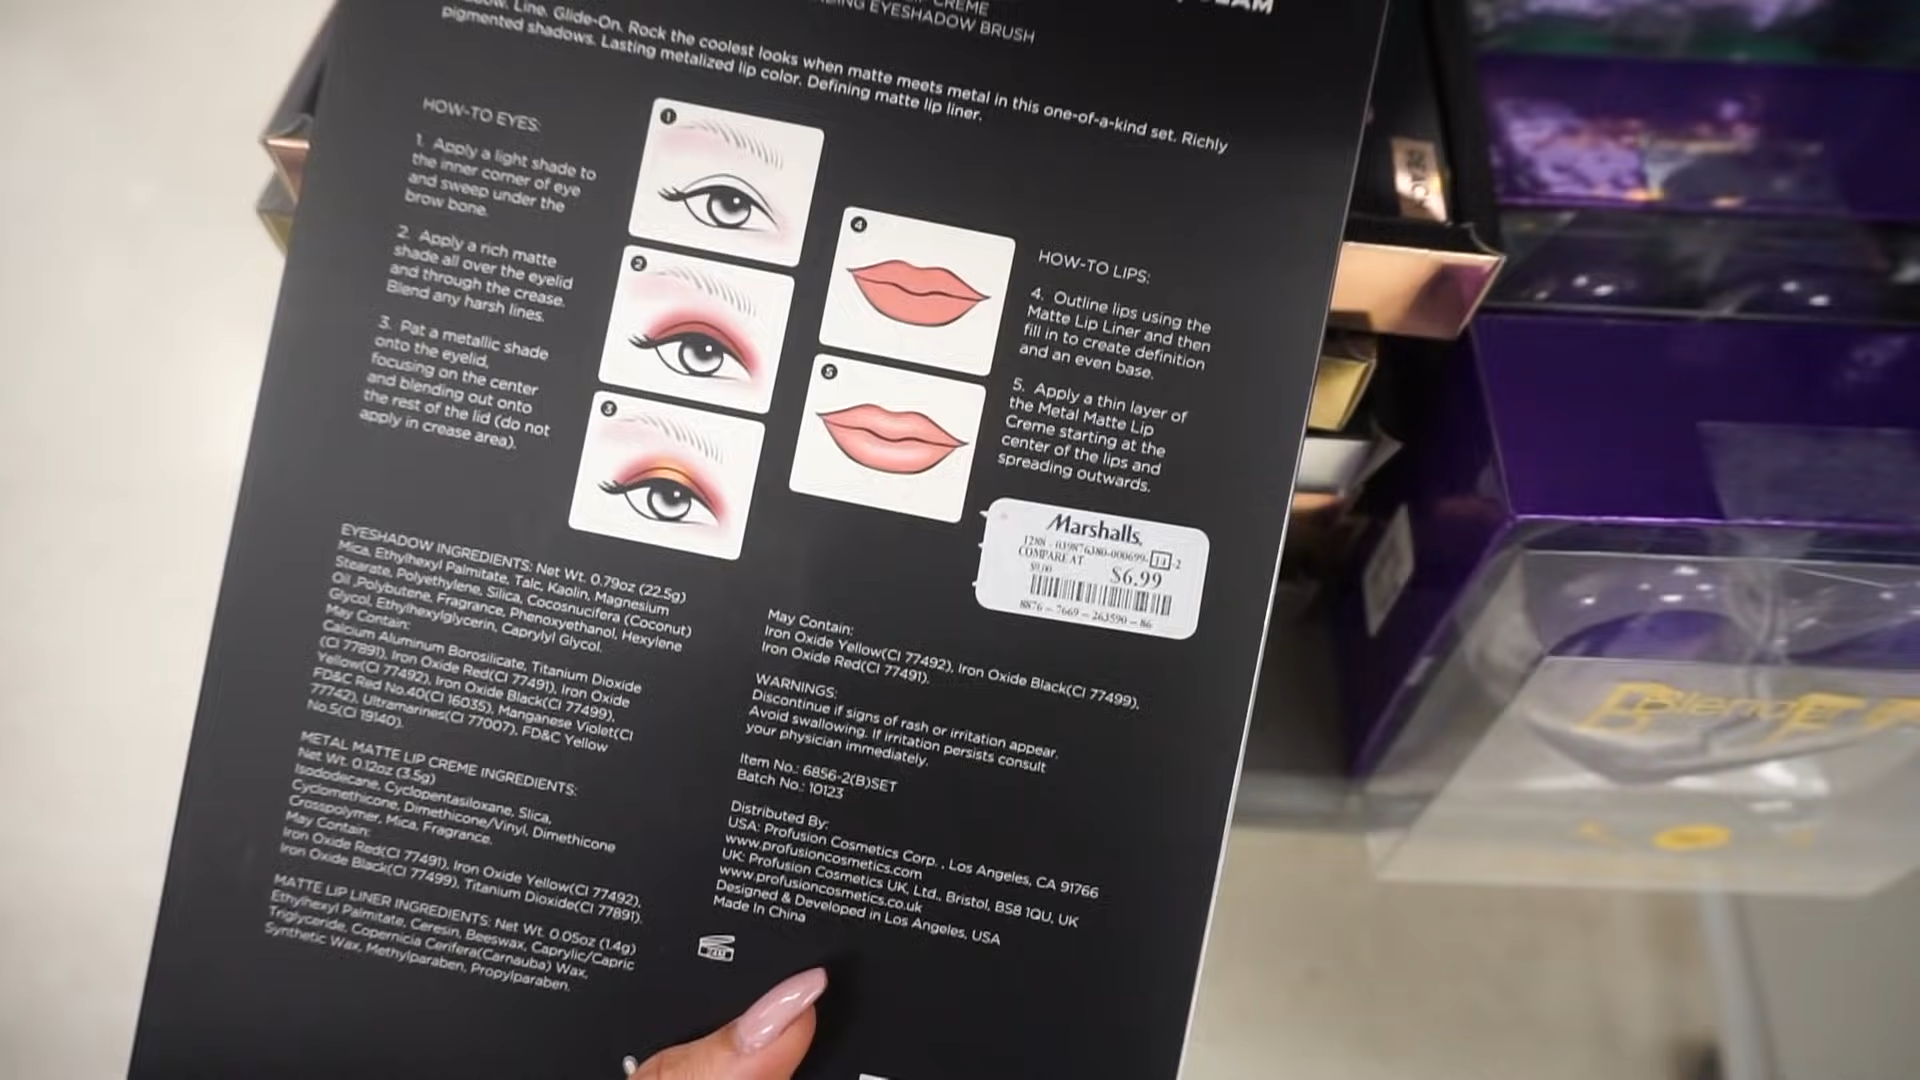 CREME
EYESHADOW BRUSH
Line. Glide-On. Rock the coolest looks when matte meets metal in this one-of-a-kind set. Richly
pigmented shadows. Lasting metalized lip color. Defining matte lip liner.
HOW-TO EYES:
1. Apply a light shade to
the inner corner of eye
and sweep under the
brow bone.
2. Apply a rich matte
shade all over the eyelid
and through the crease.
Blend any harsh lines.
3. Pat a metallic shade
onto the eyelid,
focusing on the center
and blending out onto
the rest of the lid (do not
apply in crease area).
1
2
3
4
5
HOW-TO LIPS:
4. Outline lips using the
Matte Lip Liner and then
fill in to create definition
and an even base.
5. Apply a thin layer of
the Metal Matte Lip
Creme starting at the
center of the lips and
spreading outwards.
Marshalls.
COMPARE AT
$6.99
8876 - 7669 - 263590 - 86
EYESHADOW INGREDIENTS: Net Wt. 0.79oz (22.5g)
Mica, Ethylhexyl Palmitate, Talc, Kaolin, Magnesium
Stearate, Polyethylene, Silica, Cocosnucifera (Coconut)
Oil ,Polybutene, Fragrance, Phenoxyethanol, Hexylene
Glycol, Ethylhexylglycerin, Caprylyl Glycol.
May Contain:
Calcium Aluminum Borosilicate, Titanium Dioxide
(CI 77891), Iron Oxide Red(CI 77491), Iron Oxide
Yellow(CI 77492), Iron Oxide Black(CI 77499),
FD&C Red No.40(CI 16035), Manganese Violet(CI
77742), Ultramarines(CI 77007), FD&C Yellow
No.5(CI 19140).
METAL MATTE LIP CREME INGREDIENTS:
Net Wt. 0.12oz (3.5g)
Isododecane, Cyclopentasiloxane, Slica,
Cyclomethicone, Dimethicone/Vinyl, Dimethicone
Crosspolymer, Mica, Fragrance.
May Contain:
Iron Oxide Red(CI 77491), Iron Oxide Yellow(CI 77492),
Iron Oxide Black(CI 77499), Titanium Dioxide(CI 77891).
MATTE LIP LINER INGREDIENTS: Net Wt. 0.05oz (1.4g)
Ethylhexyl Palmitate, Ceresin, Beeswax, Caprylic/Capric
Triglyceride, Copernicia Cerifera(Carnauba) Wax,
Synthetic Wax, Methylparaben, Propylparaben.
May Contain:
Iron Oxide Yellow(CI 77492), Iron Oxide Black(CI 77499),
Iron Oxide Red(CI 77491).
WARNINGS:
Discontinue if signs of rash or irritation appear.
Avoid swallowing. If irritation persists consult
your physician immediately.
Item No.: 6856-2(B)SET
Batch No.: 10123
Distributed By:
USA: Profusion Cosmetics Corp. , Los Angeles, CA 91766
www.profusioncosmetics.com
UK: Profusion Cosmetics UK, Ltd., Bristol, BS8 1QU, UK
www.profusioncosmetics.co.uk
Designed & Developed in Los Angeles, USA
Made In China